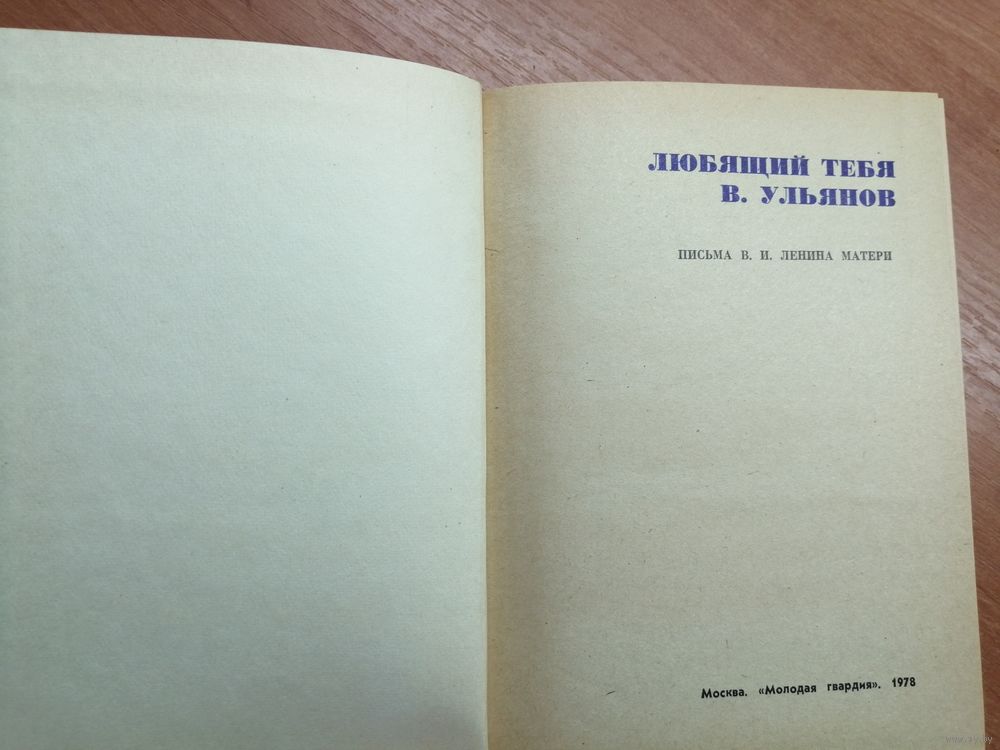 ЛЮБЯЩИЙ ТЕБЯ
В. УЛЬЯНОВ
ПИСЬМА В. И. ЛЕНИНА МАТЕРИ
Москва. «Молодая гвардия». 1978